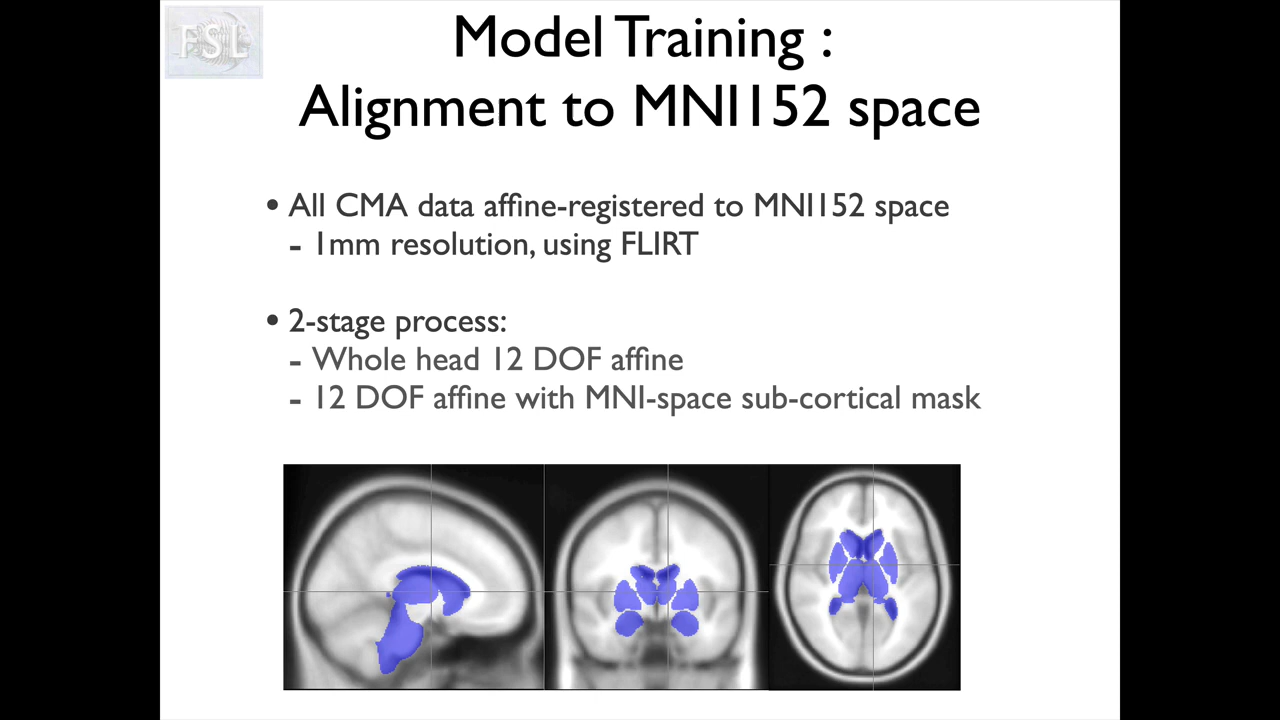 FSL
Model Training :
Alignment to MNI152 space
• All CMA data affine-registered to MNI152 space
- 1mm resolution, using FLIRT
• 2-stage process:
- Whole head 12 DOF affine
- 12 DOF affine with MNI-space sub-cortical mask